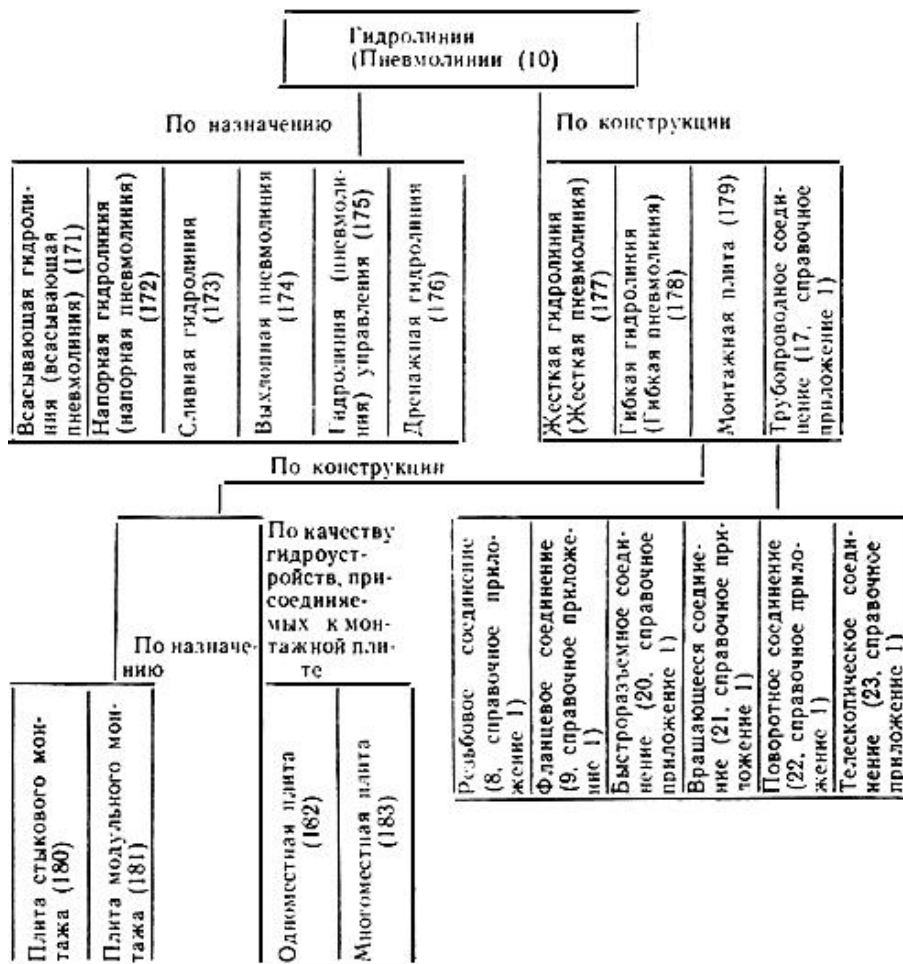 Гидролинии
(Пневмолинии (10)
По назначению
По конструкции
Всасывающая гидроли-
ния (всасывающая
пневмолиния) (171)
Напорная гидролиния
(напорная пневмолиния)
(172)
Сливная гидролиния
(173)
Выхлопная пневмолиния
(174)
Гидролиния (пневмоли-
ния) управления (175)
Дренажная гидролиния
(176)
Жесткая гидролиния
(Жесткая пневмолиния)
(177)
Гибкая гидролиния
(Гибкая пневмолиния)
(178)
Монтажная плита (179)
Трубопроводное соеди-
нение (17, справочное
приложение 1)
По конструкции
По назначе-
нию
По качеству
гидроуст-
ройств, при-
соединяе-
мых к мон-
тажной пли-
те
Плита стыкового мон-
тажа (180)
Плита модульного мон-
тажа (181)
Одноместная плита
(182)
Многоместная плита
(183)
Резьбовое соединение
(8, справочное прило-
жение 1)
Фланцевое соединение
(9, справочное приложе-
ние 1)
Быстроразъемное соеди-
нение (20, справочное
приложение 1)
Вращающееся соедине-
ние (21, справочное при-
ложение 1)
Поворотное соединение
(22, справочное прило-
жение 1)
Телескопическое соеди-
нение (23, справочное
приложение 1)